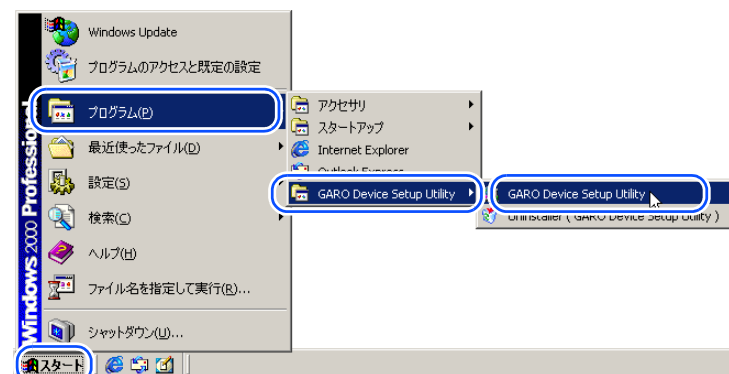 Windows Update
プログラムのアクセスと既定の設定
プログラム(P)
最近使ったファイル(D)
設定(S)
検索(C)
ヘルプ(H)
ファイル名を指定して実行(R)...
シャットダウン(U)...
Windows 2000 Professional
アクセサリ
スタートアップ
Internet Explorer
Outlook Express
GARO Device Setup Utility
GARO Device Setup Utility
Uninstaller ( GARO Device Setup Utility )
スタート